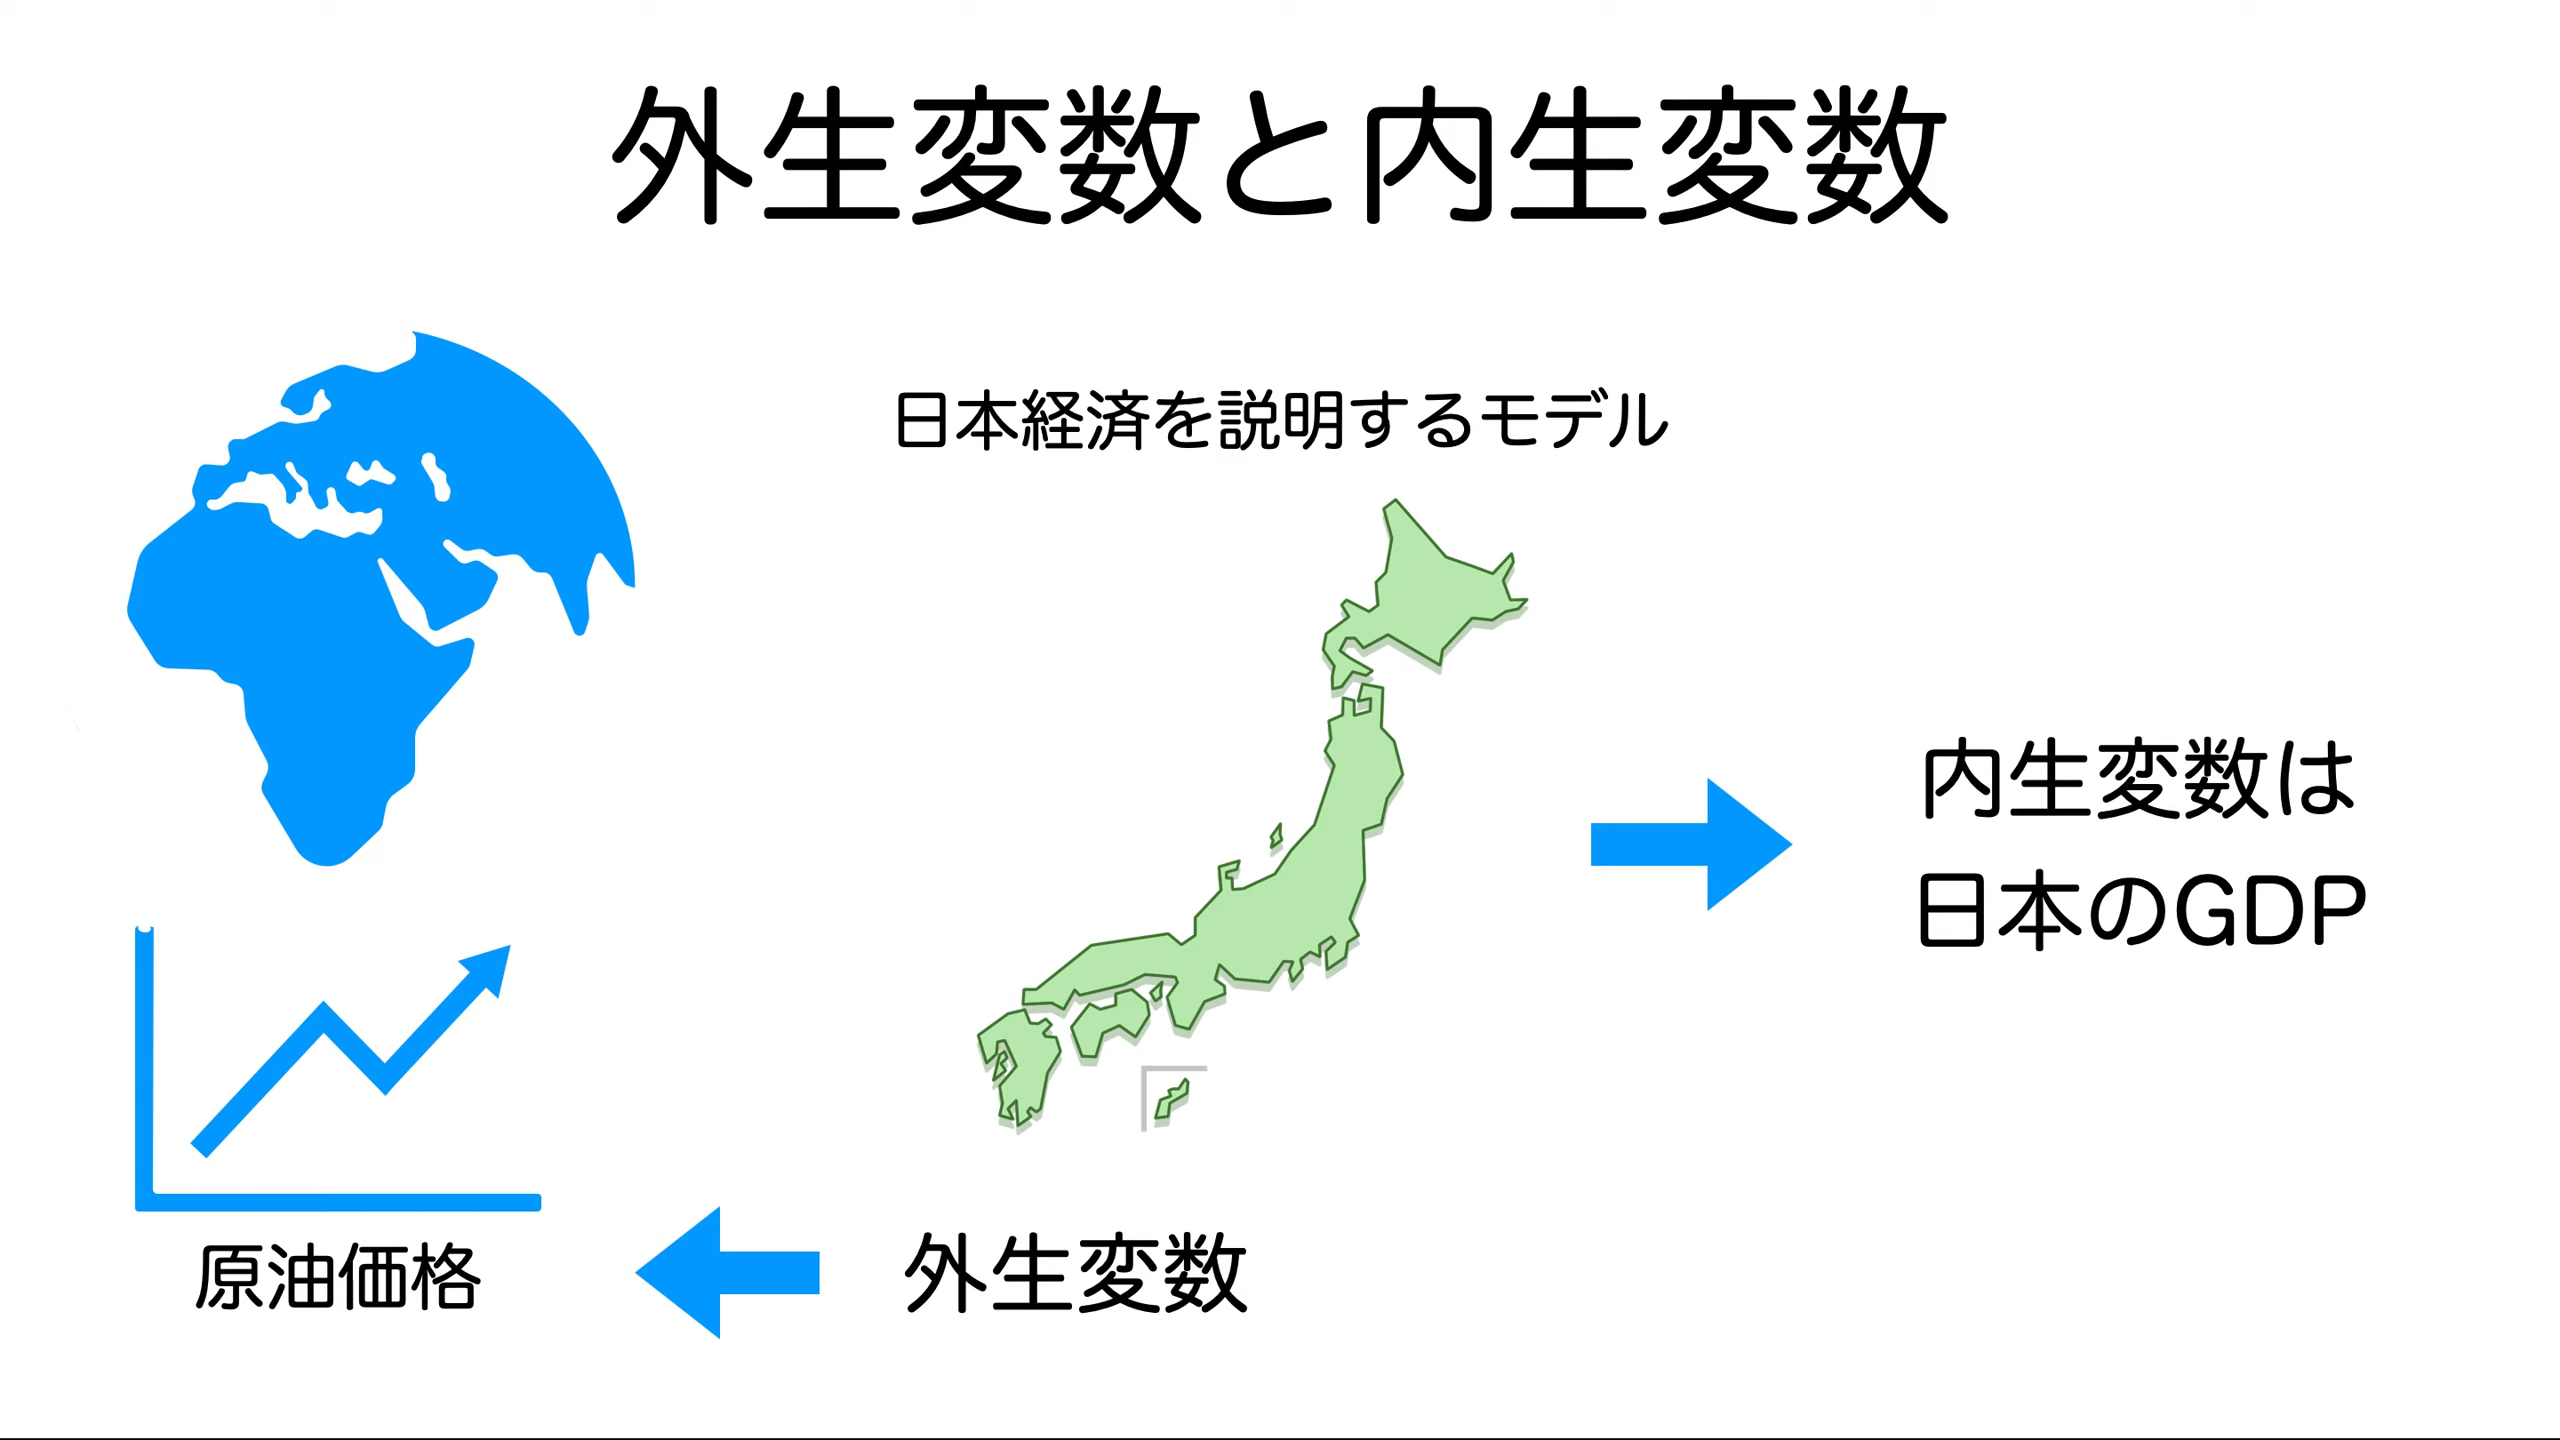 外生変数と内生変数
日本経済を説明するモデル
内生変数は
日本のGDP
原油価格
外生変数